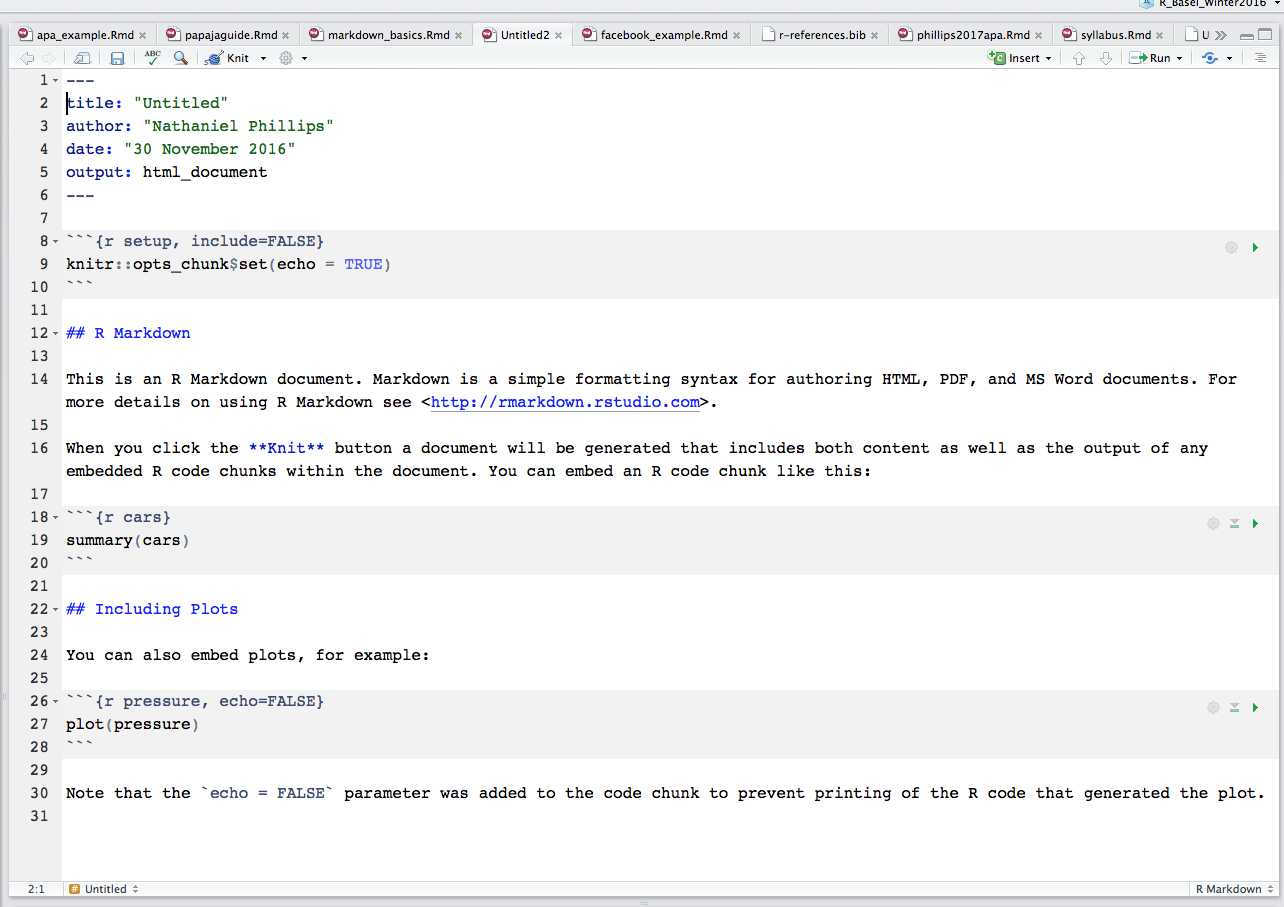 R_Basel_Winter2016
apa_example.Rmd × papajaguide.Rmd × markdown_basics.Rmd × Untitled2 × facebook_example.Rmd × r-references.bib × phillips2017apa.Rmd × syllabus.Rmd × U »
ABC Knit Insert Run
1 ---
2 title: "Untitled"
3 author: "Nathaniel Phillips"
4 date: "30 November 2016"
5 output: html_document
6 ---
7
8 ```{r setup, include=FALSE}
9 knitr::opts_chunk$set(echo = TRUE)
10 ```
11
12 ## R Markdown
13
14 This is an R Markdown document. Markdown is a simple formatting syntax for authoring HTML, PDF, and MS Word documents. For
more details on using R Markdown see <http://rmarkdown.rstudio.com>.
15
16 When you click the **Knit** button a document will be generated that includes both content as well as the output of any
embedded R code chunks within the document. You can embed an R code chunk like this:
17
18 ```{r cars}
19 summary(cars)
20 ```
21
22 ## Including Plots
23
24 You can also embed plots, for example:
25
26 ```{r pressure, echo=FALSE}
27 plot(pressure)
28 ```
29
30 Note that the `echo = FALSE` parameter was added to the code chunk to prevent printing of the R code that generated the plot.
31
2:1 # Untitled R Markdown